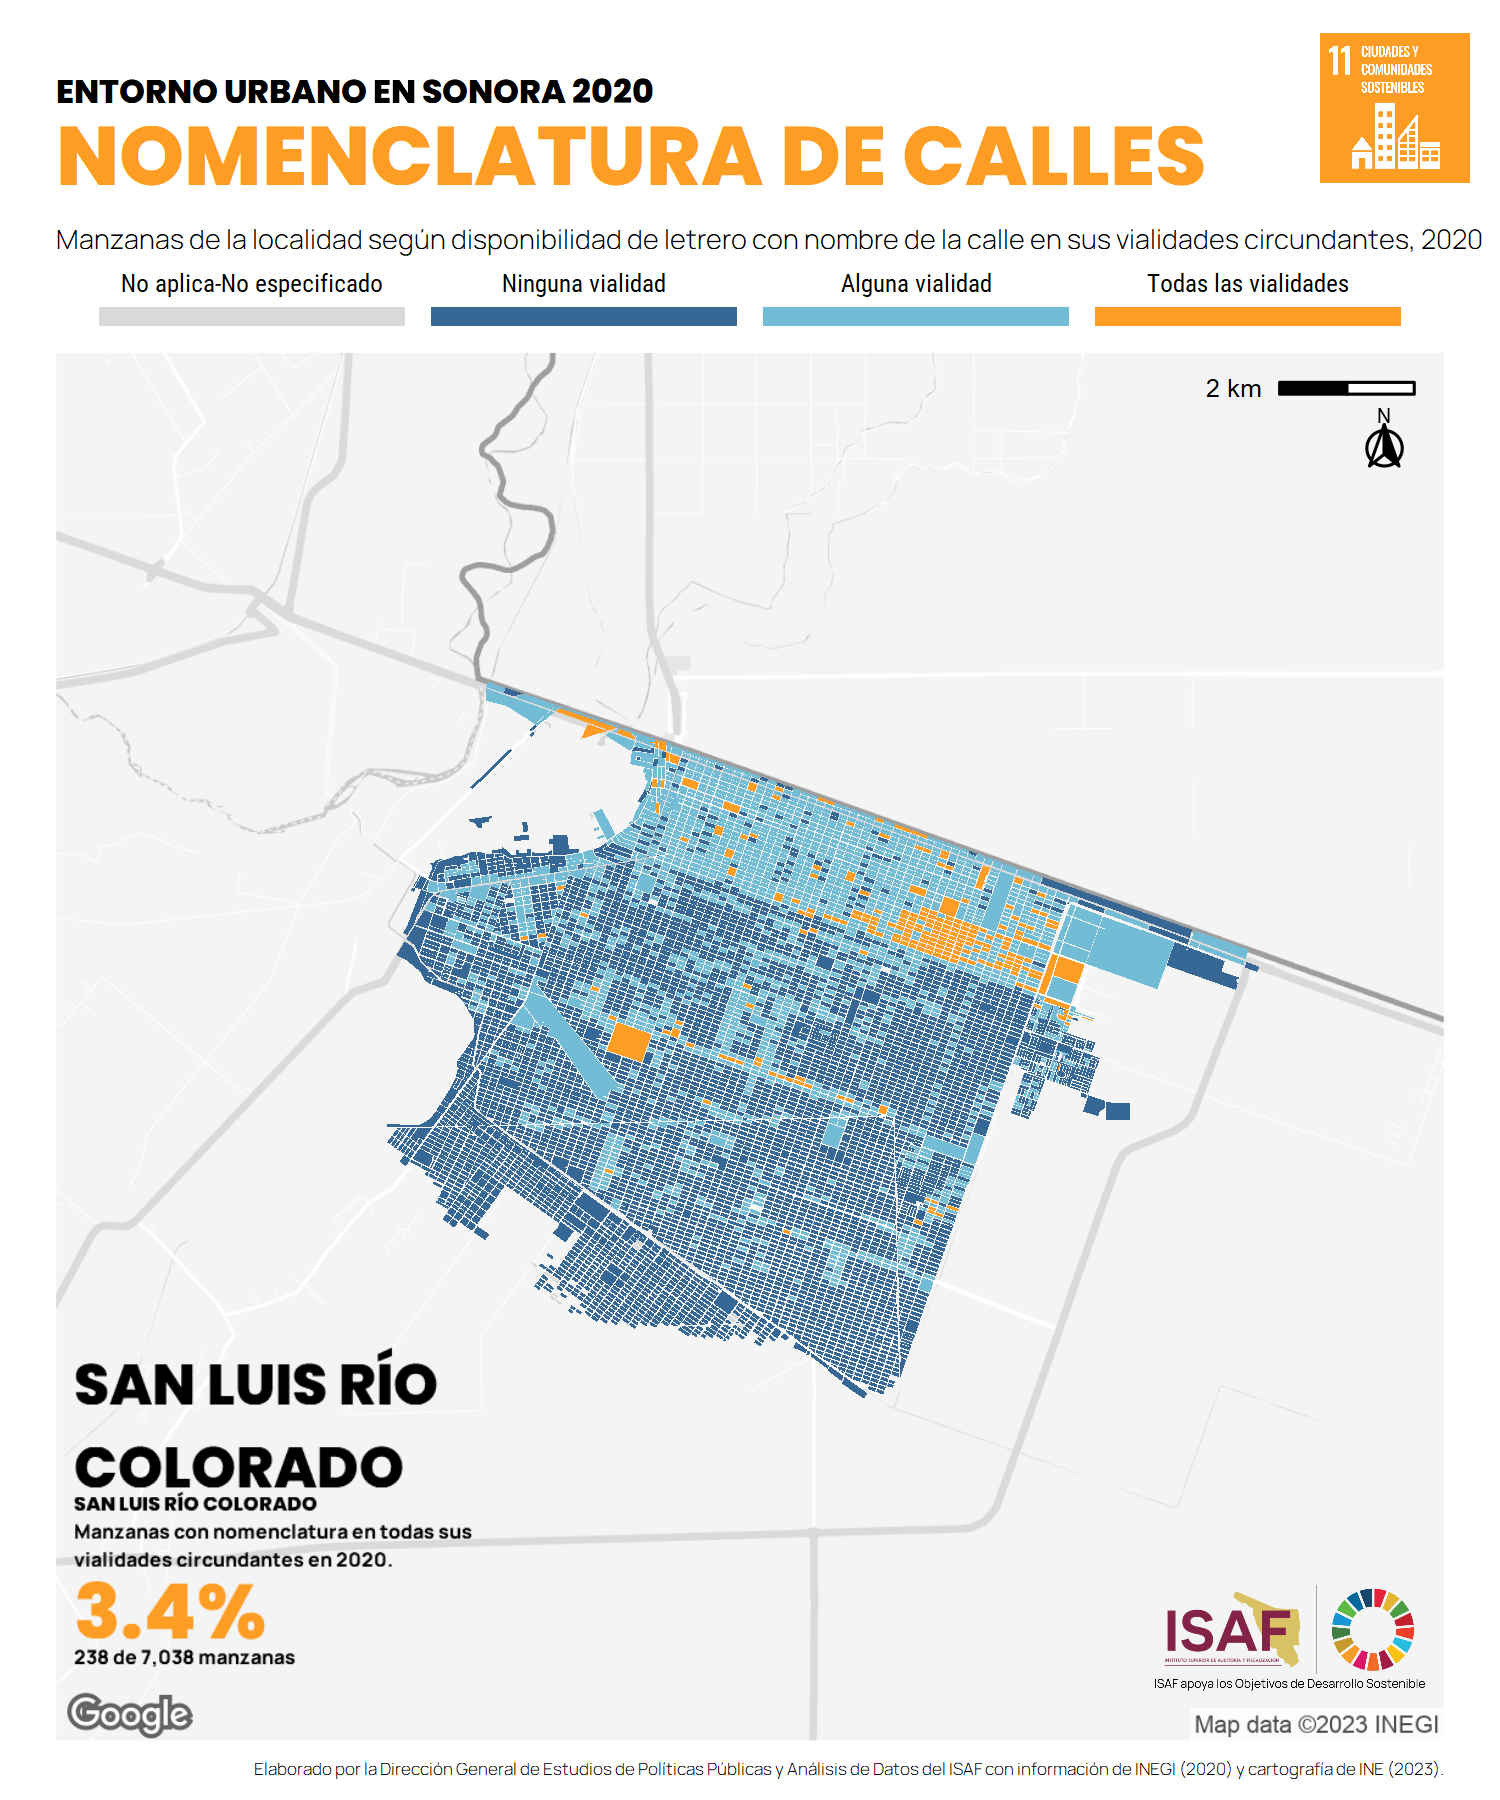 11 CIUDADES Y
COMUNIDADES
SOSTENIBLES
ENTORNO URBANO EN SONORA 2020
NOMENCLATURA DE CALLES
Manzanas de la localidad según disponibilidad de letrero con nombre de la calle en sus vialidades circundantes, 2020
No aplica-No especificado
Ninguna vialidad
Alguna vialidad
Todas las vialidades
2 km
N
SAN LUIS RÍO
COLORADO
SAN LUIS RÍO COLORADO
Manzanas con nomenclatura en todas sus
vialidades circundantes en 2020.
3.4%
238 de 7,038 manzanas
Google
ISAF
INSTITUTO SUPERIOR DE AUDITORÍA Y FISCALIZACIÓN
ISAF apoya los Objetivos de Desarrollo Sostenible
Map data ©2023 INEGI
Elaborado por la Dirección General de Estudios de Políticas Públicas y Análisis de Datos del ISAF con información de INEGI (2020) y cartografía de INE (2023).